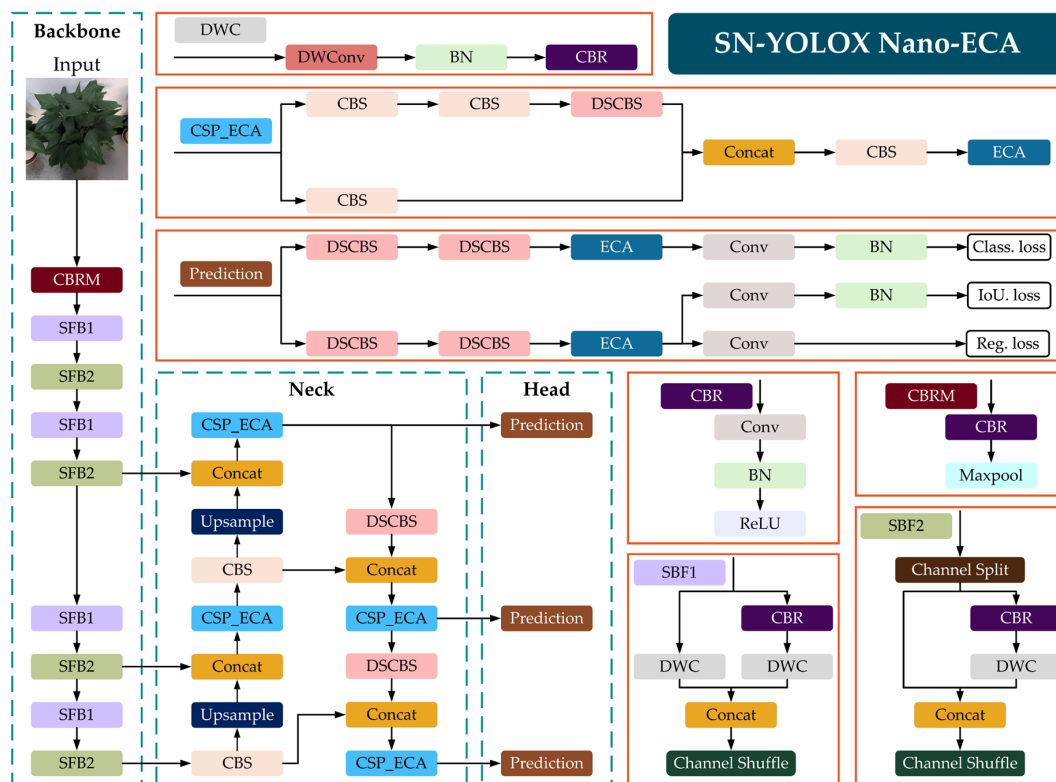 Backbone
Input
CBRM
SFB1
SFB2
SFB1
SFB2
SFB1
SFB2
SFB1
SFB2
DWC
DWConv
BN
CBR
SN-YOLOX Nano-ECA
CSP_ECA
CBS
CBS
DSCBS
CBS
Concat
CBS
ECA
Prediction
DSCBS
DSCBS
ECA
Conv
BN
Class. loss
Conv
BN
IoU. loss
DSCBS
DSCBS
ECA
Conv
Reg. loss
Neck
CSP_ECA
Concat
Upsample
CBS
CSP_ECA
Concat
Upsample
CBS
DSCBS
Concat
CSP_ECA
DSCBS
Concat
CSP_ECA
Head
Prediction
Prediction
Prediction
CBR
Conv
BN
ReLU
CBRM
CBR
Maxpool
SBF1
CBR
DWC
DWC
Concat
Channel Shuffle
SBF2
Channel Split
CBR
DWC
Concat
Channel Shuffle